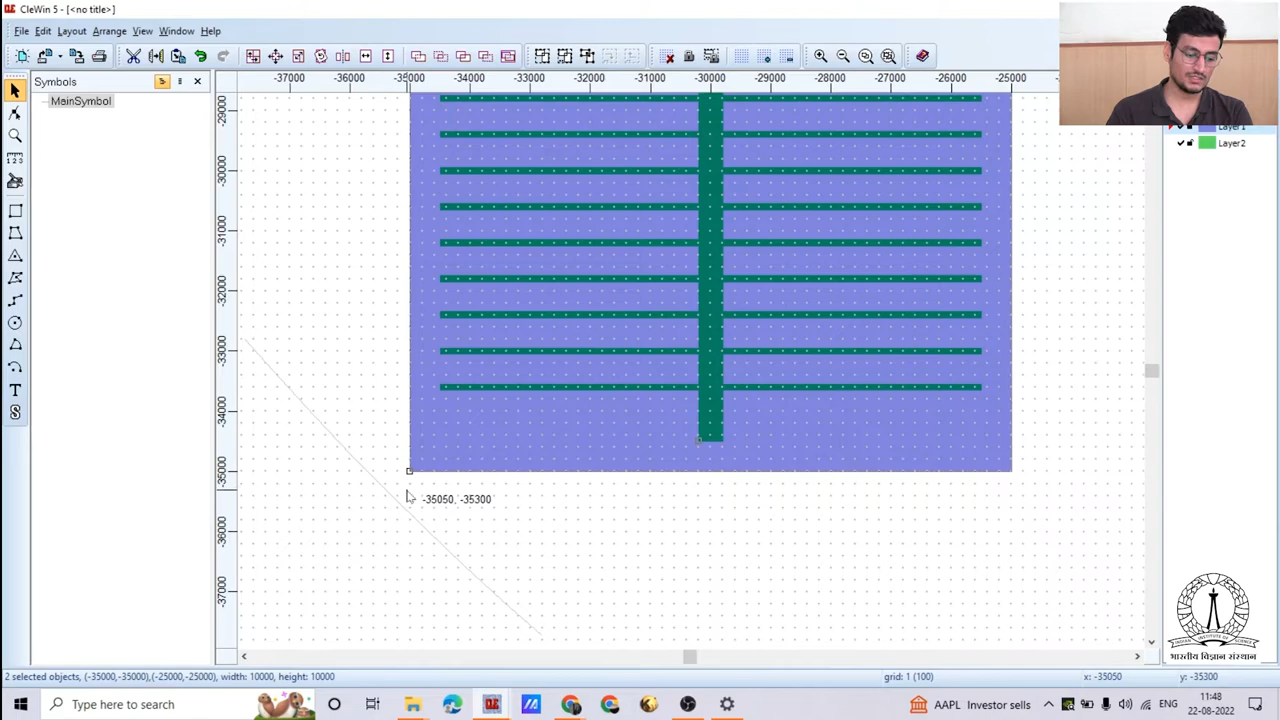 CleWin 5 - [<no title>]
File Edit Layout Arrange View Window Help
Symbols
MainSymbol
-37000 -36000 -35000 -34000 -33000 -32000 -31000 -30000 -29000 -28000 -27000 -26000 -25000
-29000
-30000
-31000
-32000
-33000
-34000
-35000
-36000
-37000
-35050, -35300
Layer1
Layer2
भारतीय विज्ञान संस्थान
2 selected objects, (-35000,-35000),(-25000,-25000), width: 10000, height: 10000
grid: 1 (100)
x: -35050
y: -35300
Type here to search
AAPL Investor sells
ENG
11:48
22-08-2022